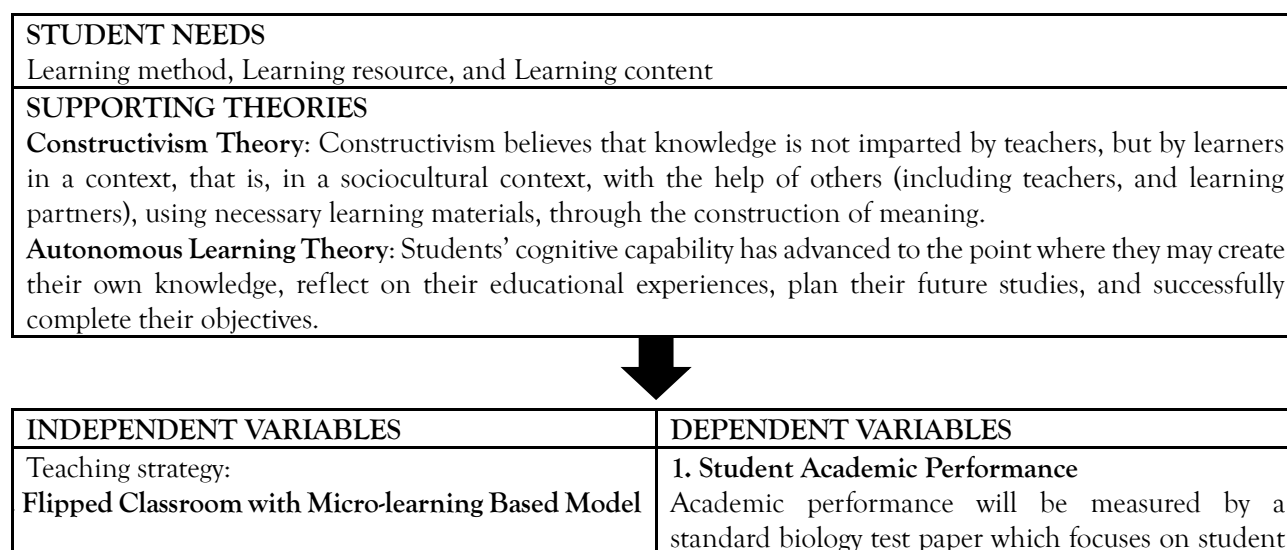 STUDENT NEEDS
Learning method, Learning resource, and Learning content
SUPPORTING THEORIES
Constructivism Theory: Constructivism believes that knowledge is not imparted by teachers, but by learners
in a context, that is, in a sociocultural context, with the help of others (including teachers, and learning
partners), using necessary learning materials, through the construction of meaning.
Autonomous Learning Theory: Students’ cognitive capability has advanced to the point where they may create
their own knowledge, reflect on their educational experiences, plan their future studies, and successfully
complete their objectives.
INDEPENDENT VARIABLES
Teaching strategy:
Flipped Classroom with Micro-learning Based Model
DEPENDENT VARIABLES
1. Student Academic Performance
Academic performance will be measured by a
standard biology test paper which focuses on student